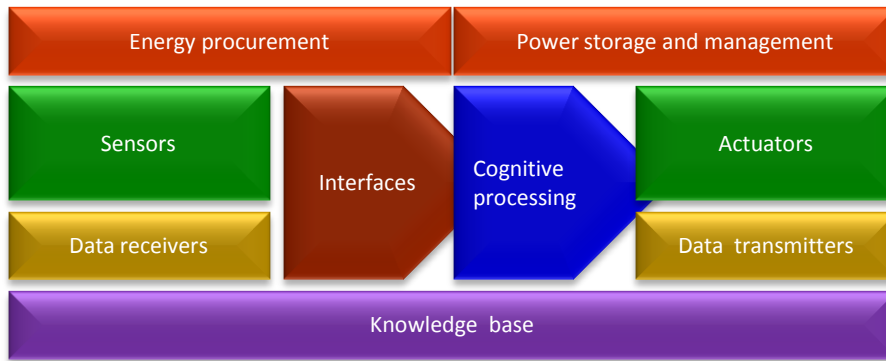 Energy procurement
Power storage and management
Sensors
Interfaces
Cognitive
processing
Actuators
Data receivers
Data transmitters
Knowledge base